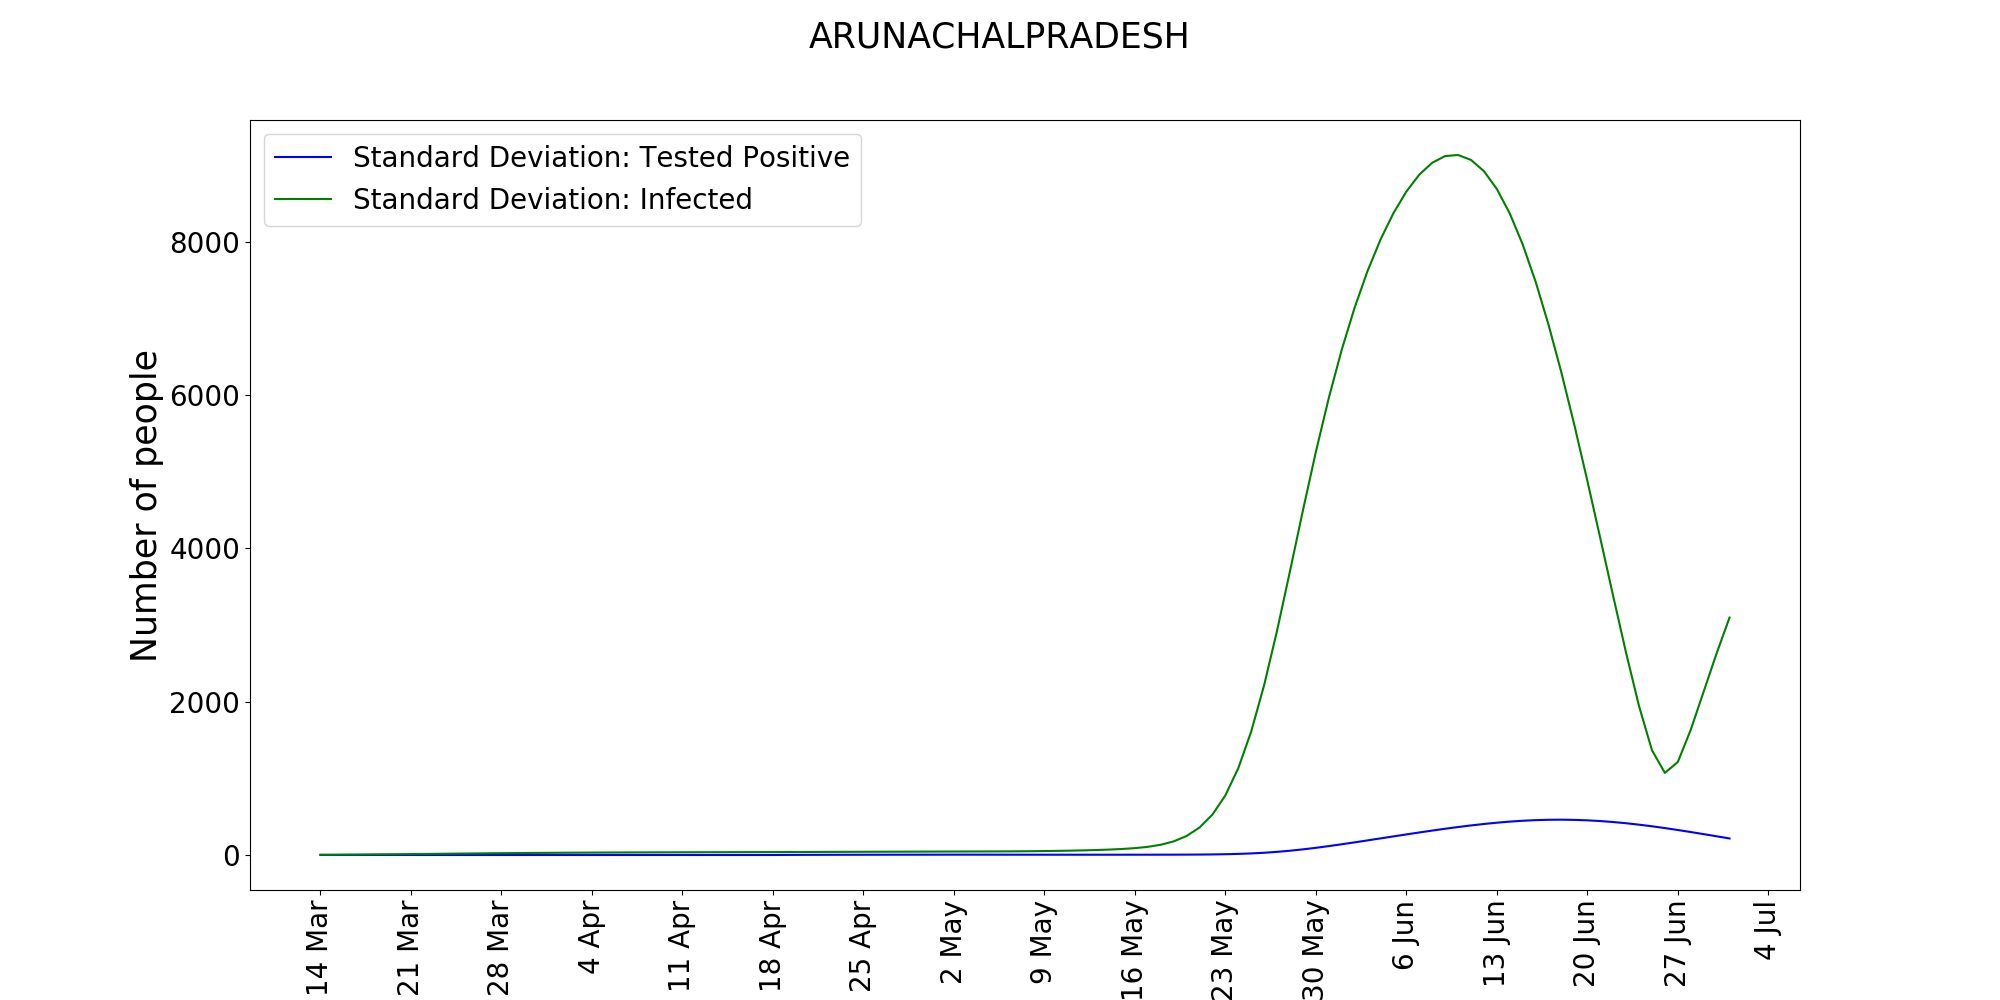 ARUNACHALPRADESH
Standard Deviation: Tested Positive
Standard Deviation: Infected
Number of people
8000
6000
4000
2000
0
14 Mar
21 Mar
28 Mar
4 Apr
11 Apr
18 Apr
25 Apr
2 May
9 May
16 May
23 May
30 May
6 Jun
13 Jun
20 Jun
27 Jun
4 Jul